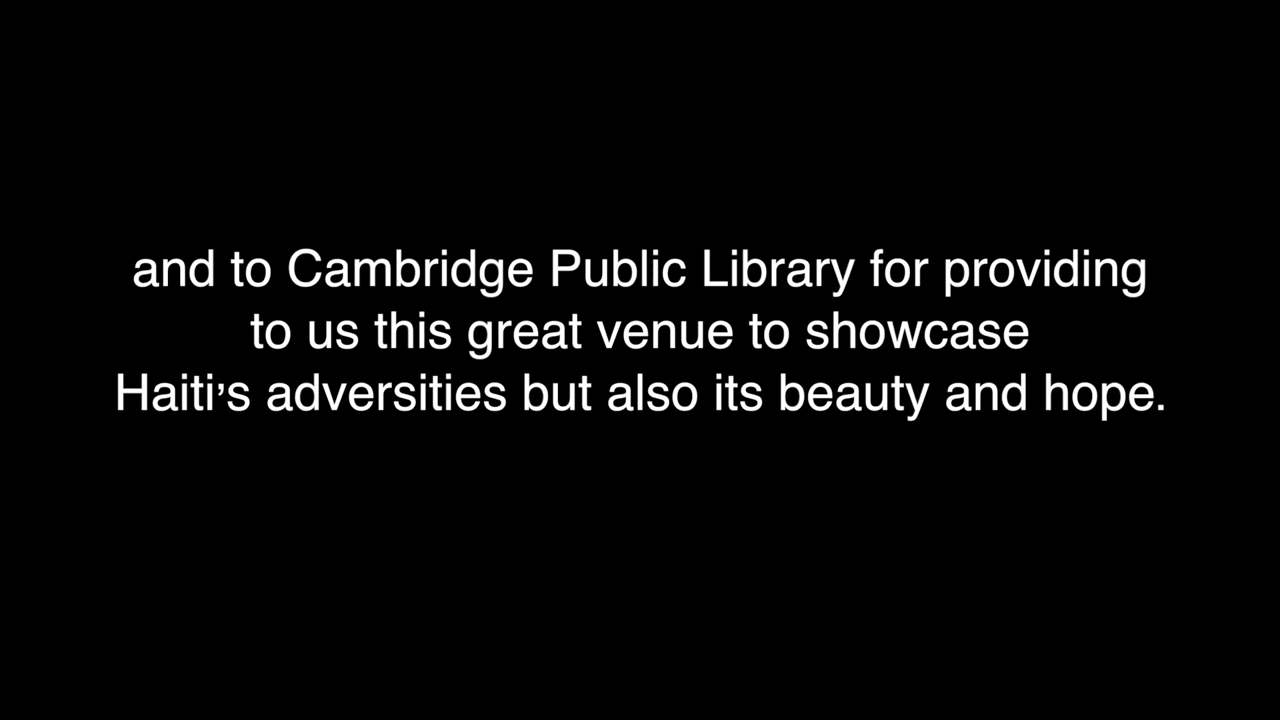 and to Cambridge Public Library for providing
to us this great venue to showcase
Haiti's adversities but also its beauty and hope.